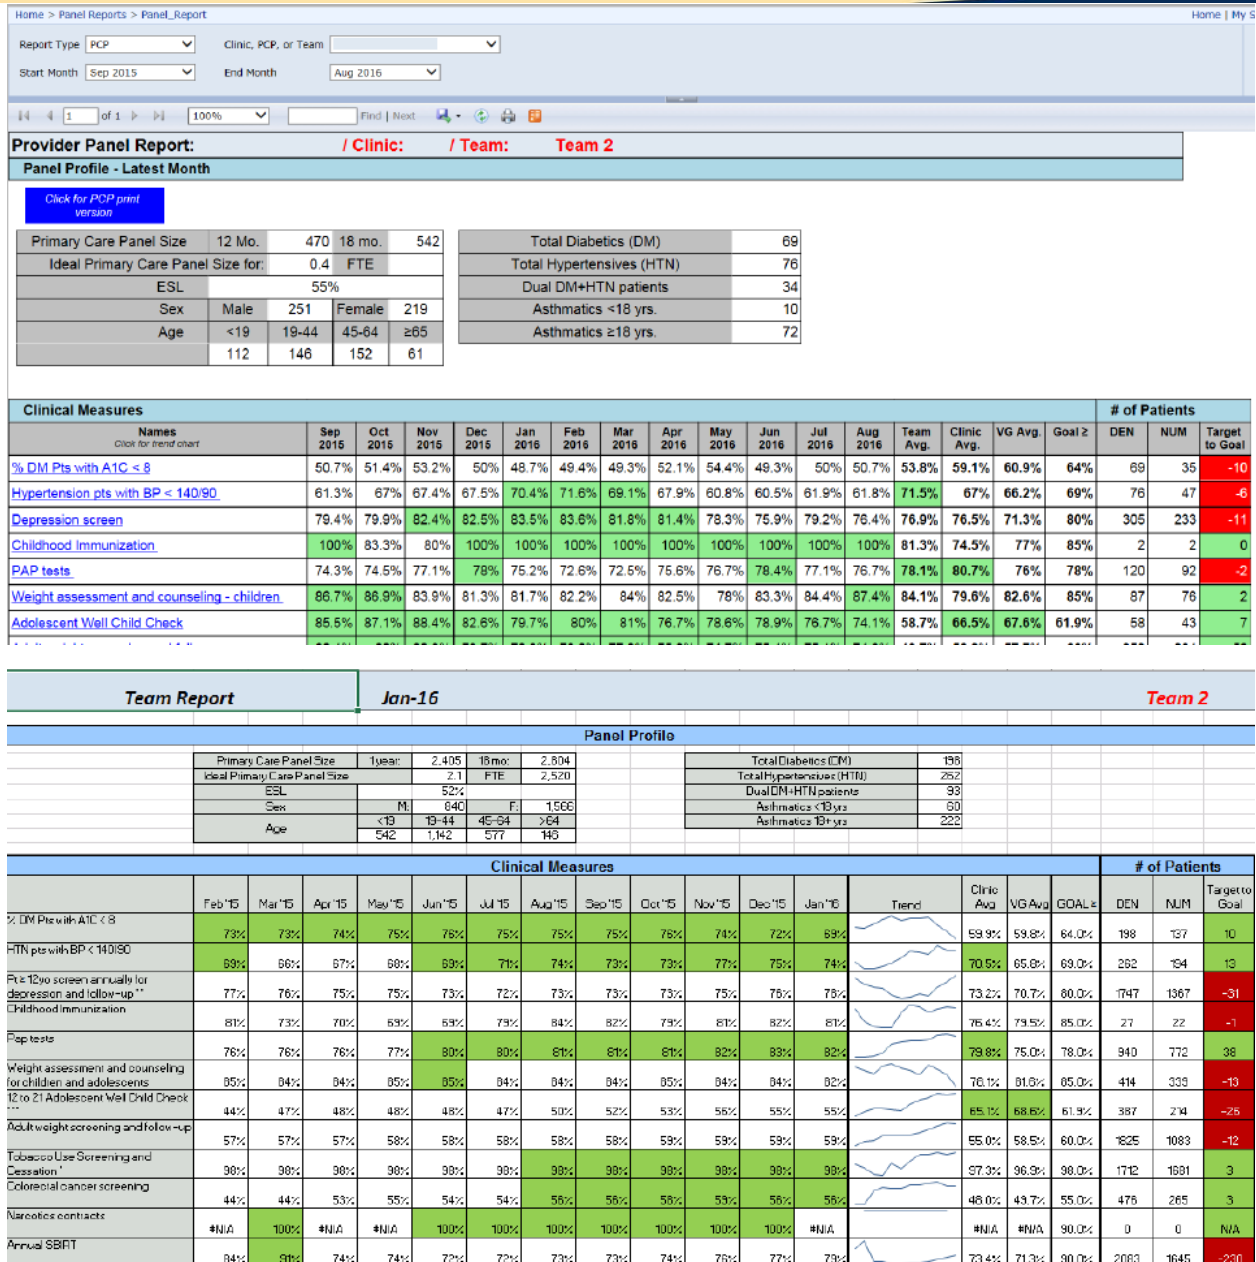 Home > Panel Reports > Panel_Report
Home | My S
Report Type PCP Clinic, PCP, or Team
Start Month Sep 2015 End Month Aug 2016
1 of 1 100% Find | Next
Provider Panel Report: / Clinic: / Team: Team 2
Panel Profile - Latest Month
Click for PCP print
version
Primary Care Panel Size 12 Mo. 470 18 mo. 542 Total Diabetics (DM) 69
Ideal Primary Care Panel Size for: 0.4 FTE Total Hypertensives (HTN) 76
ESL 55% Dual DM+HTN patients 34
Sex Male 251 Female 219 Asthmatics <18 yrs. 10
Age <19 19-44 45-64 ≥65 Asthmatics ≥18 yrs. 72
112 146 152 61
Clinical Measures # of Patients
Names Sep Oct Nov Dec Jan Feb Mar Apr May Jun Jul Aug Team Clinic VG Avg. Goal ≥ DEN NUM Target
Click for trend chart 2015 2015 2015 2015 2016 2016 2016 2016 2016 2016 2016 2016 Avg. Avg. to Goal
% DM Pts with A1C < 8 50.7% 51.4% 53.2% 50% 48.7% 49.4% 49.3% 52.1% 54.4% 49.3% 50% 50.7% 53.8% 59.1% 60.9% 64% 69 35 -10
Hypertension pts with BP < 140/90 61.3% 67% 67.4% 67.5% 70.4% 71.6% 69.1% 67.9% 60.8% 60.5% 61.9% 61.8% 71.5% 67% 66.2% 69% 76 47 -6
Depression screen 79.4% 79.9% 82.4% 82.5% 83.5% 83.6% 81.8% 81.4% 78.3% 75.9% 79.2% 76.4% 76.9% 76.5% 71.3% 80% 305 233 -11
Childhood Immunization 100% 83.3% 80% 100% 100% 100% 100% 100% 100% 100% 100% 100% 81.3% 74.5% 77% 85% 2 2 0
PAP tests 74.3% 74.5% 77.1% 78% 75.2% 72.6% 72.5% 75.6% 76.7% 78.4% 77.1% 76.7% 78.1% 80.7% 76% 78% 120 92 -2
Weight assessment and counseling - children 86.7% 86.9% 83.9% 81.3% 81.7% 82.2% 84% 82.5% 78% 83.3% 84.4% 87.4% 84.1% 79.6% 82.6% 85% 87 76 2
Adolescent Well Child Check 85.5% 87.1% 88.4% 82.6% 79.7% 80% 81% 76.7% 78.6% 78.9% 76.7% 74.1% 58.7% 66.5% 67.6% 61.9% 58 43 7
Team Report Jan-16 Team 2
Panel Profile
Primary Care Panel Size 1year: 2,405 18mo: 2,804 Total Diabetics (DM) 198
Ideal Primary Care Panel Size 2.1 FTE 2,520 Total Hypertensives (HTN) 262
ESL 52% Dual DM+HTN patients 93
Sex M: 840 F: 1,566 Asthmatics <18 yrs 60
Age <19 19-44 45-64 >64 Asthmatics 18+ yrs 222
542 1,142 577 146
Clinical Measures # of Patients
Feb '15 Mar '15 Apr '15 May '15 Jun '15 Jul '15 Aug '15 Sep '15 Oct '15 Nov '15 Dec '15 Jan '16 Trend Clinic Avg VG Avg GOAL ≥ DEN NUM Target to Goal
% DM Pts with A1C < 8 73% 73% 74% 75% 76% 75% 75% 75% 76% 74% 72% 69% 59.9% 59.8% 64.0% 198 137 10
HTN pts with BP < 140/90 69% 66% 67% 68% 69% 71% 74% 73% 73% 77% 75% 74% 70.5% 65.8% 69.0% 262 194 13
Pt ≥ 12yo screen annually for
depression and follow-up ** 77% 76% 75% 75% 73% 72% 73% 73% 73% 75% 76% 78% 73.2% 70.7% 80.0% 1747 1367 -31
Childhood Immunization 81% 73% 70% 69% 69% 79% 84% 82% 79% 81% 82% 81% 76.4% 79.5% 85.0% 27 22 -1
Pap tests 76% 76% 76% 77% 80% 80% 81% 81% 81% 82% 83% 82% 79.8% 75.0% 78.0% 940 772 38
Weight assessment and counseling
for children and adolescents 85% 84% 84% 85% 85% 84% 84% 84% 85% 84% 84% 82% 78.1% 81.6% 85.0% 414 339 -13
12 to 21 Adolescent Well Child Check
*** 44% 47% 48% 48% 48% 47% 50% 52% 53% 56% 55% 55% 65.1% 68.6% 61.9% 387 214 -26
Adult weight screening and follow-up 57% 57% 57% 58% 58% 58% 58% 58% 59% 59% 59% 59% 55.0% 58.5% 60.0% 1825 1083 -12
Tobacco Use Screening and
Cessation * 98% 98% 98% 98% 98% 98% 98% 98% 98% 98% 98% 98% 97.3% 96.9% 98.0% 1712 1681 3
Colorectal cancer screening 44% 44% 53% 55% 54% 54% 56% 56% 56% 59% 56% 56% 48.0% 49.7% 55.0% 476 265 3
Narcotics contracts #N/A 100% #N/A #N/A 100% 100% 100% 100% 100% 100% 100% #N/A #N/A #N/A 90.0% 0 0 N/A
Annual SBIRT 84% 91% 74% 74% 72% 72% 73% 73% 74% 76% 77% 79% 73.4% 71.3% 90.0% 2083 1645 -230